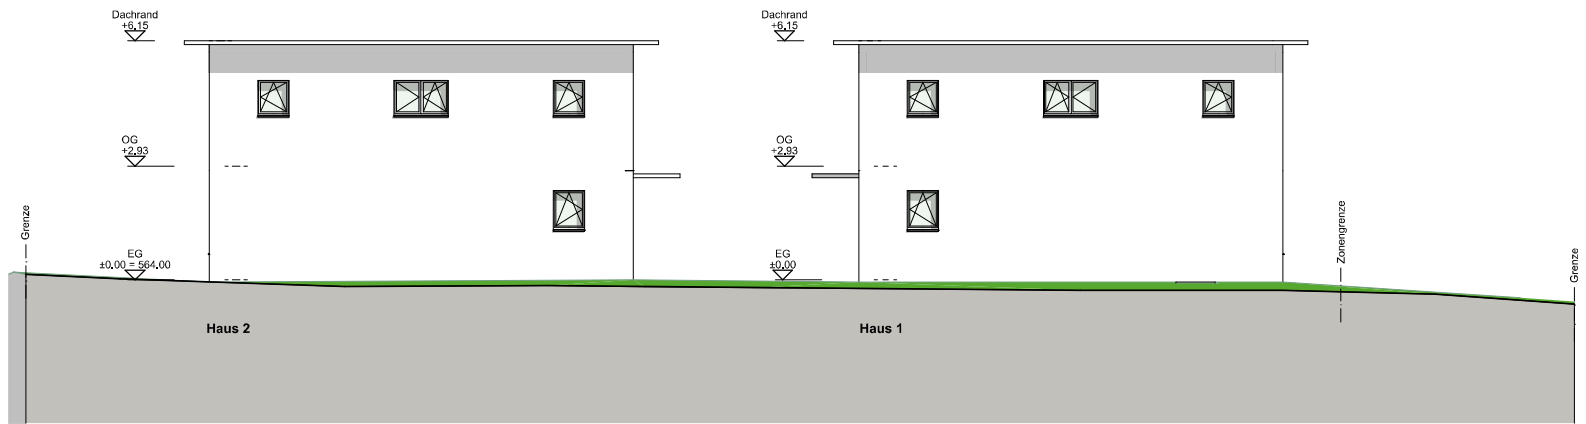 Dachrand
+6.15
Dachrand
+6.15
OG
+2.93
OG
+2.93
Grenze
Zonengrenze
Grenze
EG
±0.00 = 564.00
EG
±0.00
Haus 2
Haus 1